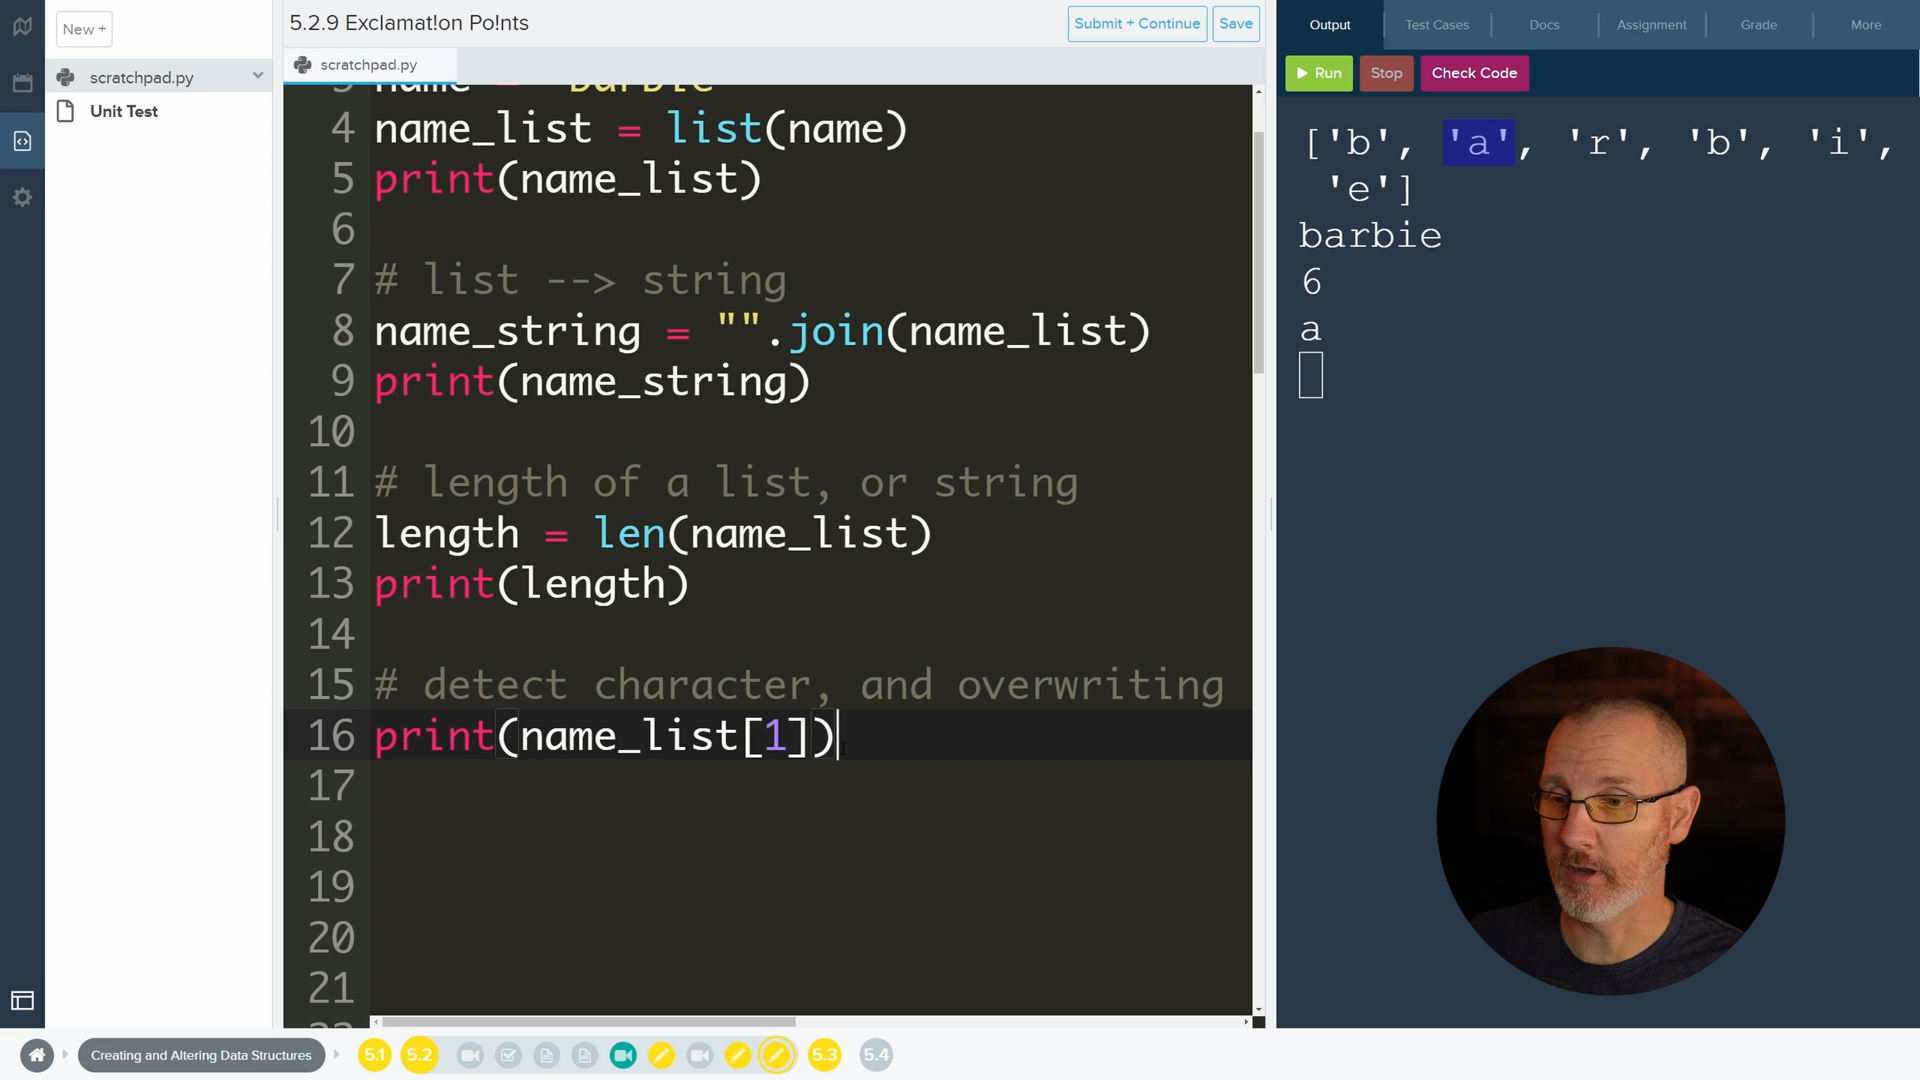 New +
scratchpad.py
Unit Test
5.2.9 Exclamat!on Po!nts
Submit + Continue
Save
scratchpad.py
3 name = "barbie"
4 name_list = list(name)
5 print(name_list)
6
7 # list --> string
8 name_string = "".join(name_list)
9 print(name_string)
10
11 # length of a list, or string
12 length = len(name_list)
13 print(length)
14
15 # detect character, and overwriting
16 print(name_list[1])
17
18
19
20
21
Output
Test Cases
Docs
Assignment
Grade
More
Run
Stop
Check Code
['b', 'a', 'r', 'b', 'i',
'e']
barbie
6
a
Creating and Altering Data Structures
5.1
5.2
5.3
5.4